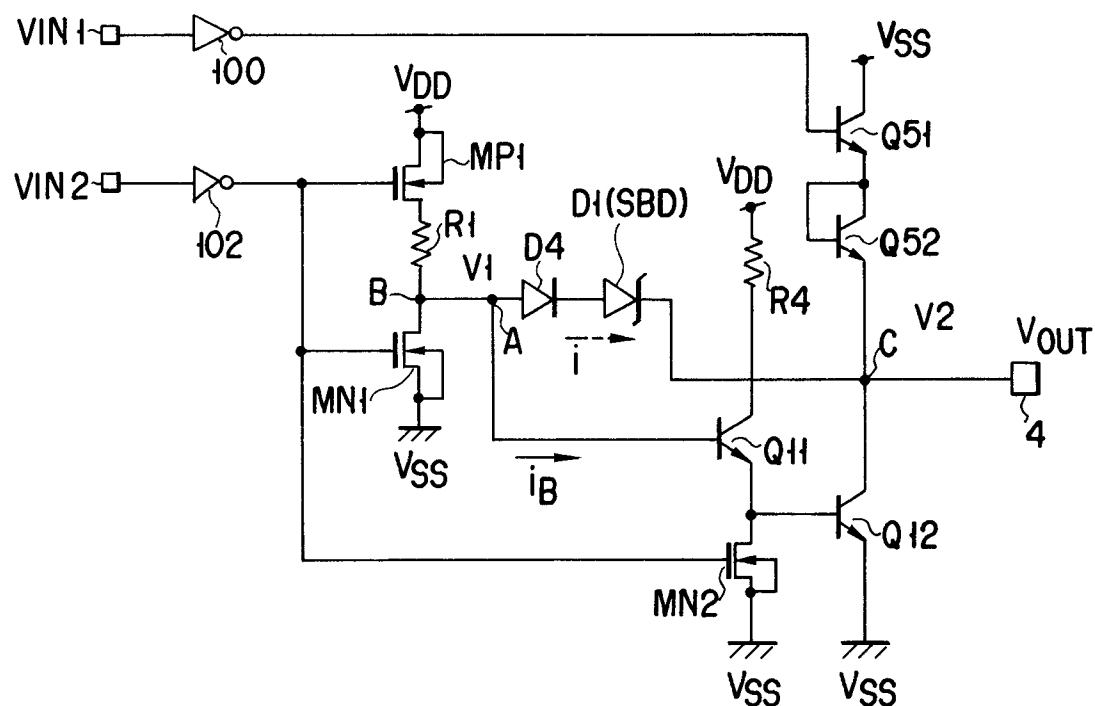 VIN1
100
VSS
VDD
Q51
MP1
VIN2
102
VDD
D1(SBD)
R1
D4
Q52
V1
R4
B
A
V2
VOUT
i
C
MN1
4
Q11
VSS
iB
Q12
MN2
VSS
VSS